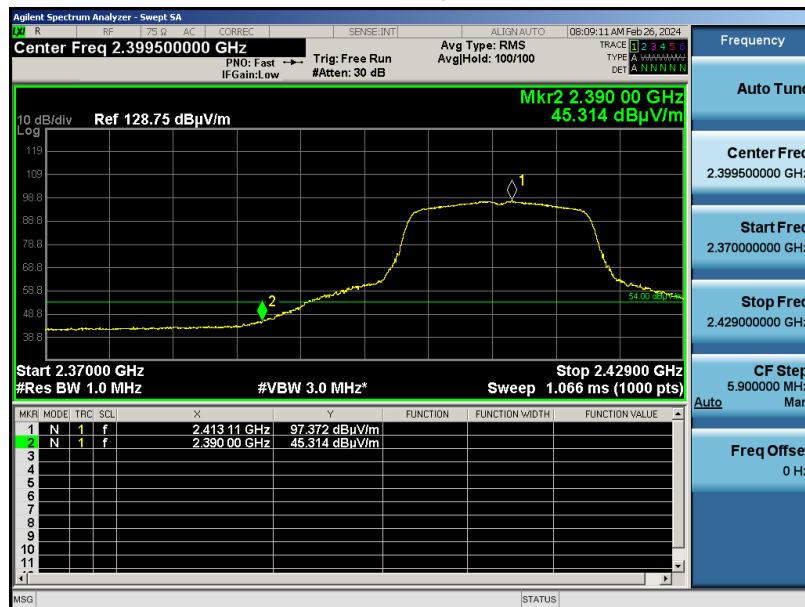 Agilent Spectrum Analyzer - Swept SA
LXI R RF 75 Ω AC CORREC SENSE:INT ALIGN AUTO 08:09:11 AM Feb 26, 2024
Center Freq 2.399500000 GHz
PNO: Fast
IFGain:Low
Trig: Free Run
#Atten: 30 dB
Avg Type: RMS
Avg|Hold: 100/100
TRACE 1 2 3 4 5 6
TYPE A WWWWW
DET A N N N N N
Mkr2 2.390 00 GHz
45.314 dBµV/m
10 dB/div Ref 128.75 dBµV/m
Log
119
109
98.8
88.8
78.8
68.8
58.8
48.8
38.8
1
2
54.00 dBµV/m
Start 2.37000 GHz Stop 2.42900 GHz
#Res BW 1.0 MHz #VBW 3.0 MHz* Sweep 1.066 ms (1000 pts)
MKR MODE TRC SCL X Y FUNCTION FUNCTION WIDTH FUNCTION VALUE
1 N 1 f 2.413 11 GHz 97.372 dBµV/m
2 N 1 f 2.390 00 GHz 45.314 dBµV/m
3
4
5
6
7
8
9
10
11
MSG STATUS
Frequency
Auto Tune
Center Freq
2.399500000 GHz
Start Freq
2.370000000 GHz
Stop Freq
2.429000000 GHz
CF Step
5.900000 MHz
Auto Man
Freq Offset
0 Hz